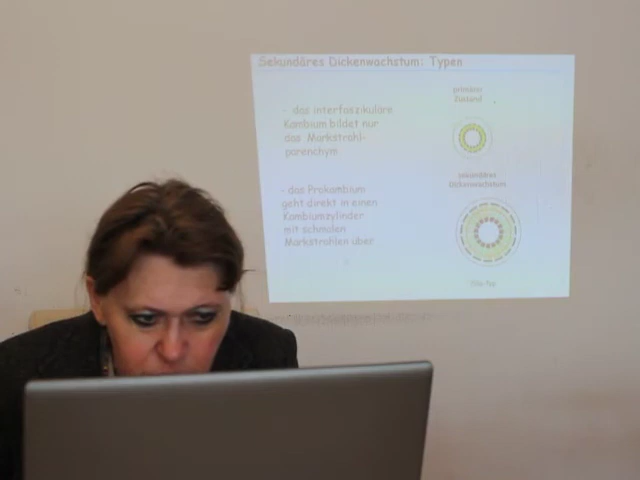 Sekundäres Dickenwachstum: Typen
primärer
Zustand
- das interfaszikuläre
Kambium bildet nur
das Markstrahl-
parenchym
sekundäres
Dickenwachstum
- das Prokambium
geht direkt in einen
Kambiumzylinder
mit schmalen
Markstrahlen über